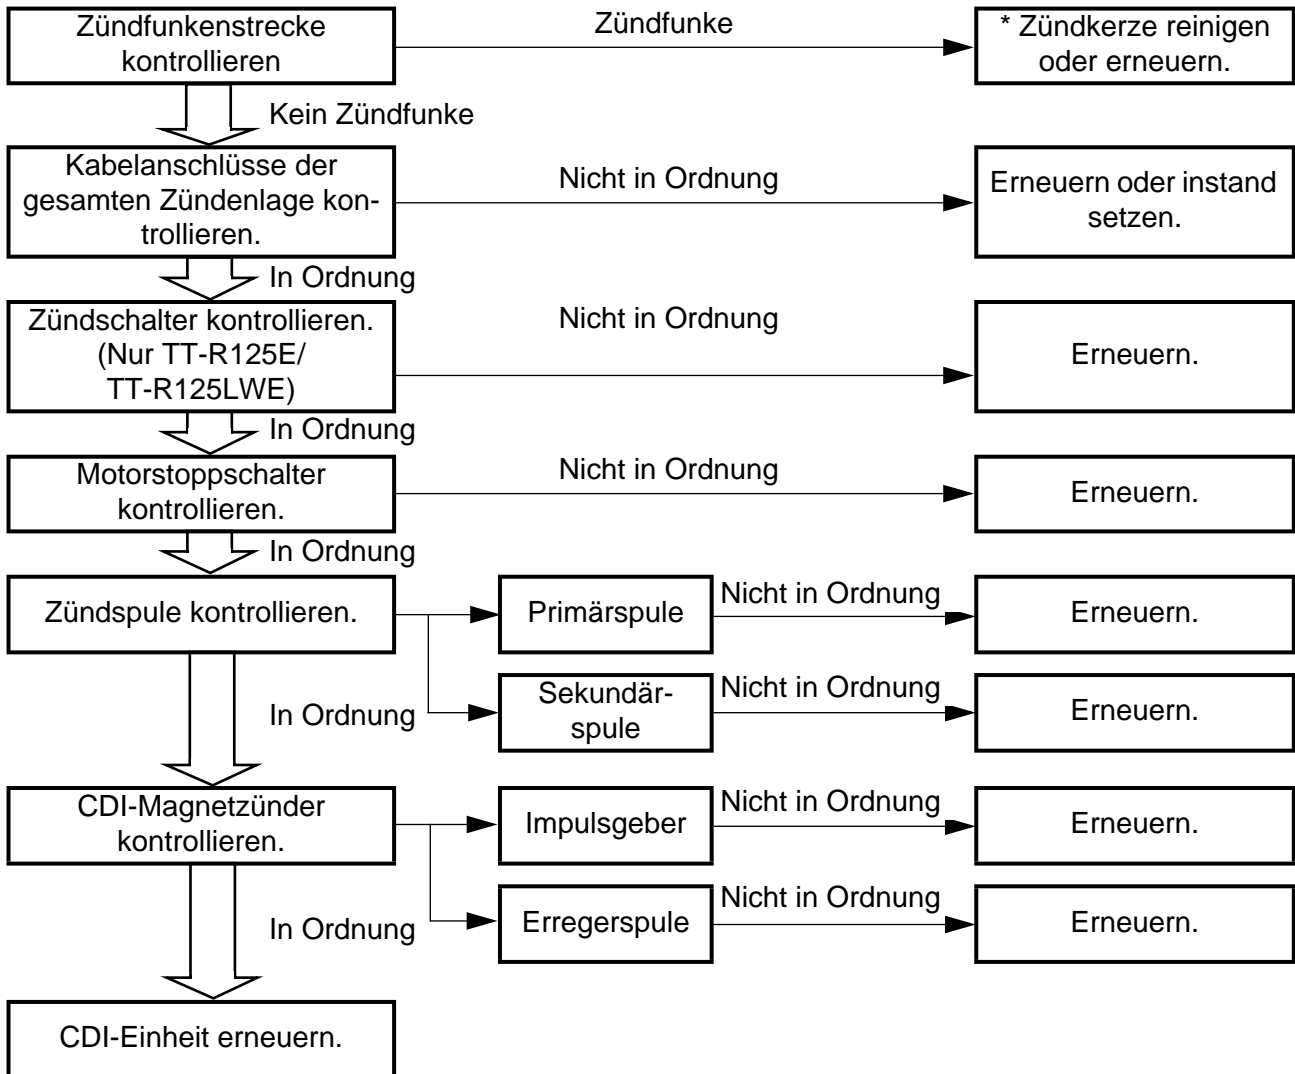 Zündfunkenstrecke
kontrollieren
Zündfunke
* Zündkerze reinigen
oder erneuern.
Kein Zündfunke
Kabelanschlüsse der
gesamten Zündenlage kon-
trollieren.
Nicht in Ordnung
Erneuern oder instand
setzen.
In Ordnung
Zündschalter kontrollieren.
(Nur TT-R125E/
TT-R125LWE)
Nicht in Ordnung
Erneuern.
In Ordnung
Motorstoppschalter
kontrollieren.
Nicht in Ordnung
Erneuern.
In Ordnung
Zündspule kontrollieren.
Primärspule
Nicht in Ordnung
Erneuern.
Sekundär-
spule
Nicht in Ordnung
Erneuern.
In Ordnung
CDI-Magnetzünder
kontrollieren.
Impulsgeber
Nicht in Ordnung
Erneuern.
Erregerspule
Nicht in Ordnung
Erneuern.
In Ordnung
CDI-Einheit erneuern.